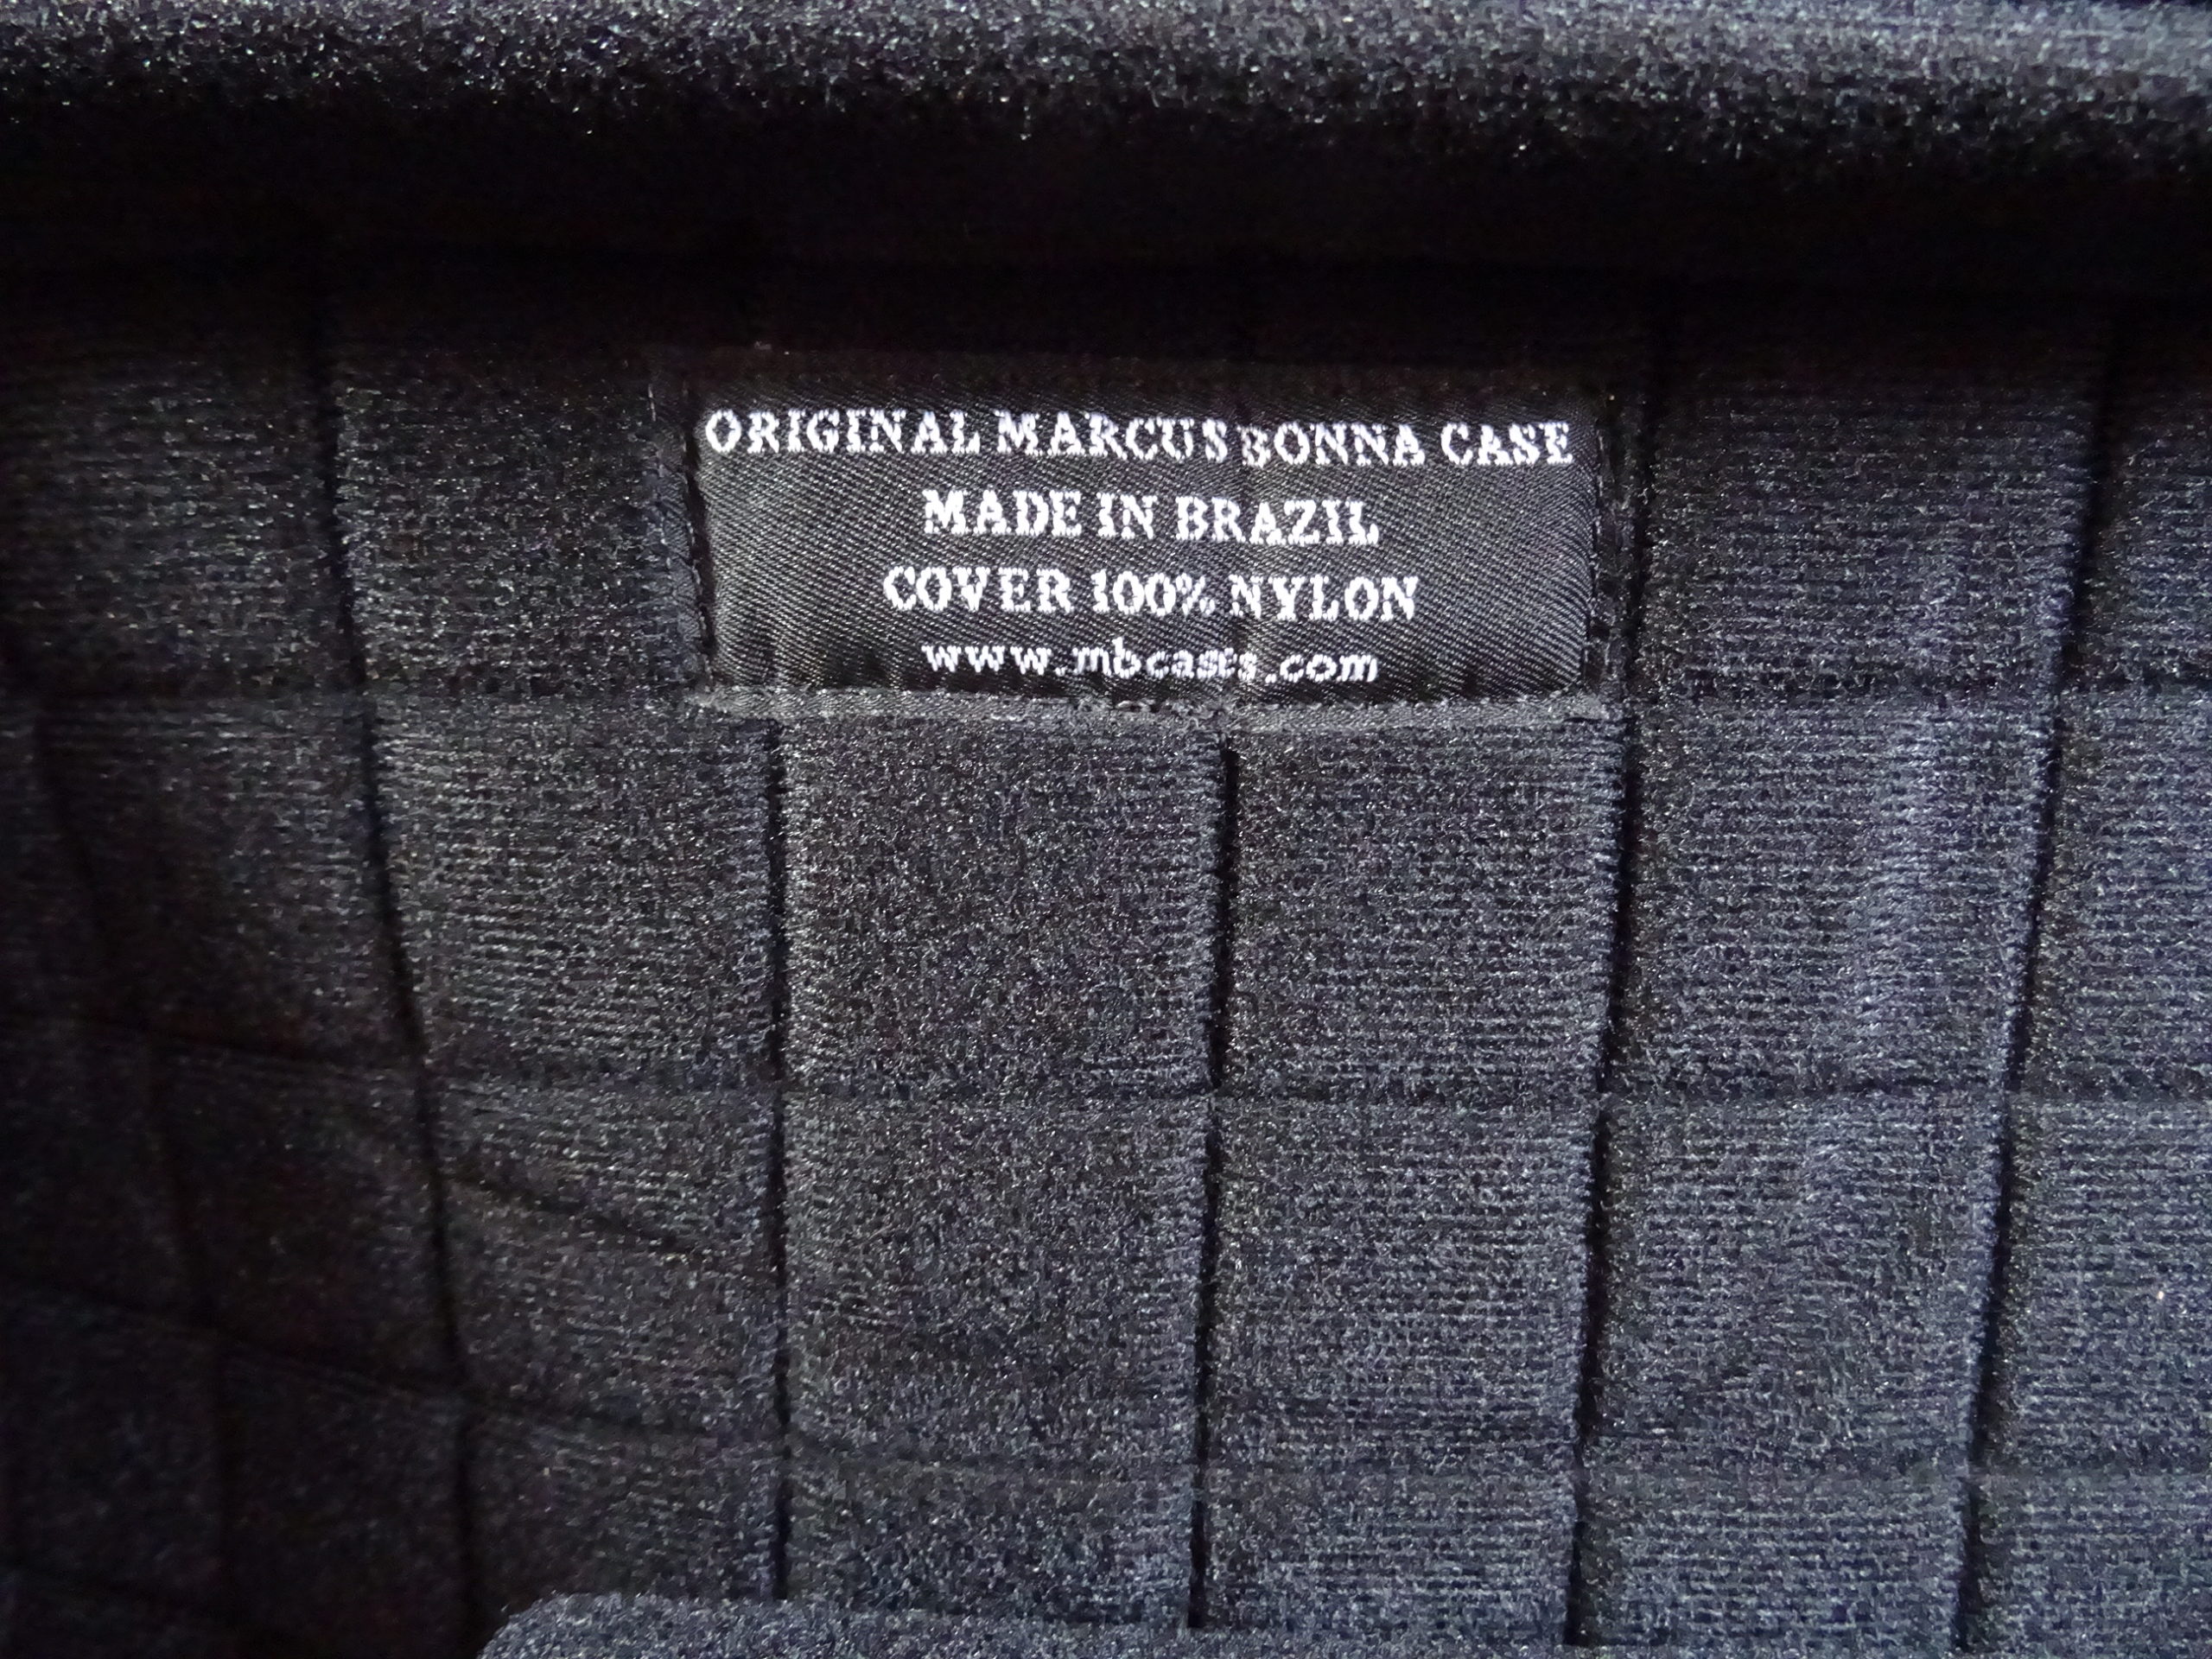 ORIGINAL MARCUS BONNA CASE
MADE IN BRAZIL
COVER 100% NYLON
www.mbcases.com